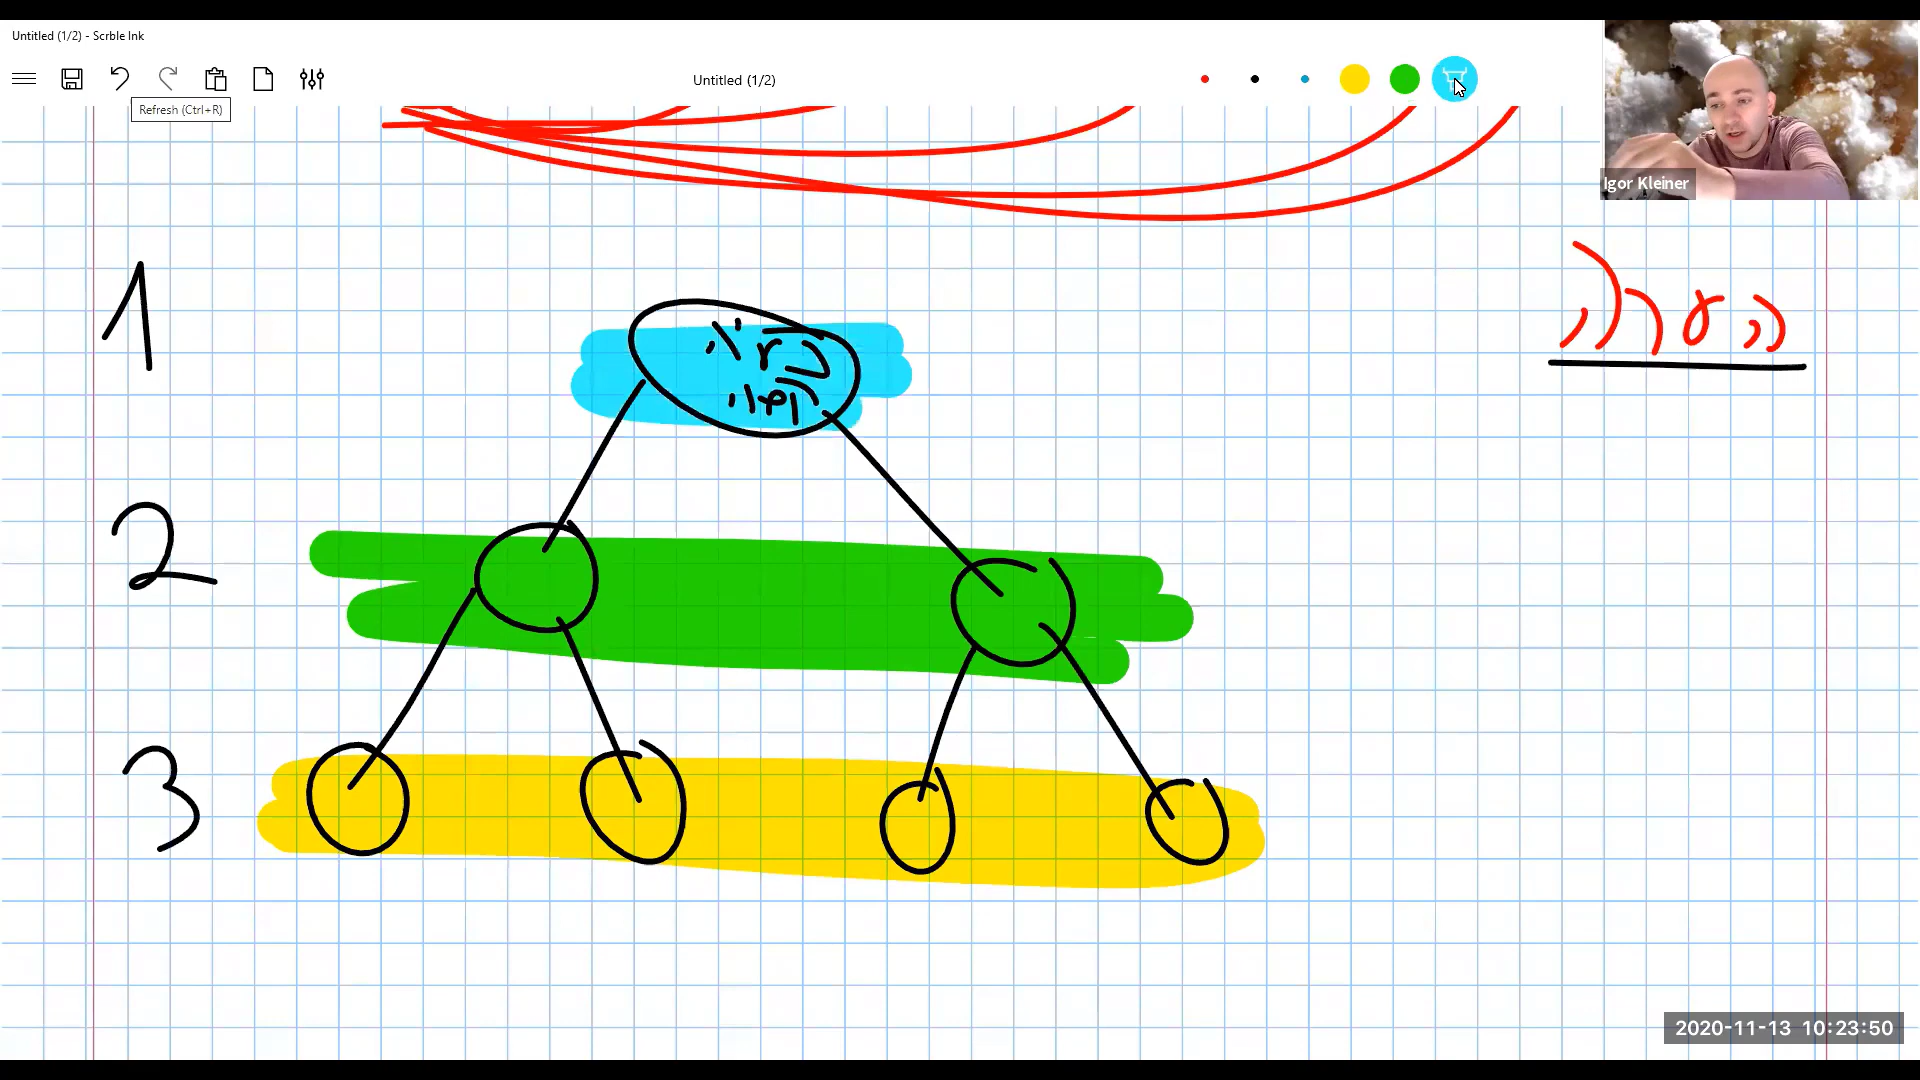 Untitled (1/2) - Scrble Ink
Untitled (1/2)
Refresh (Ctrl+R)
Igor Kleiner
1
2
3
2020-11-13 10:23:50